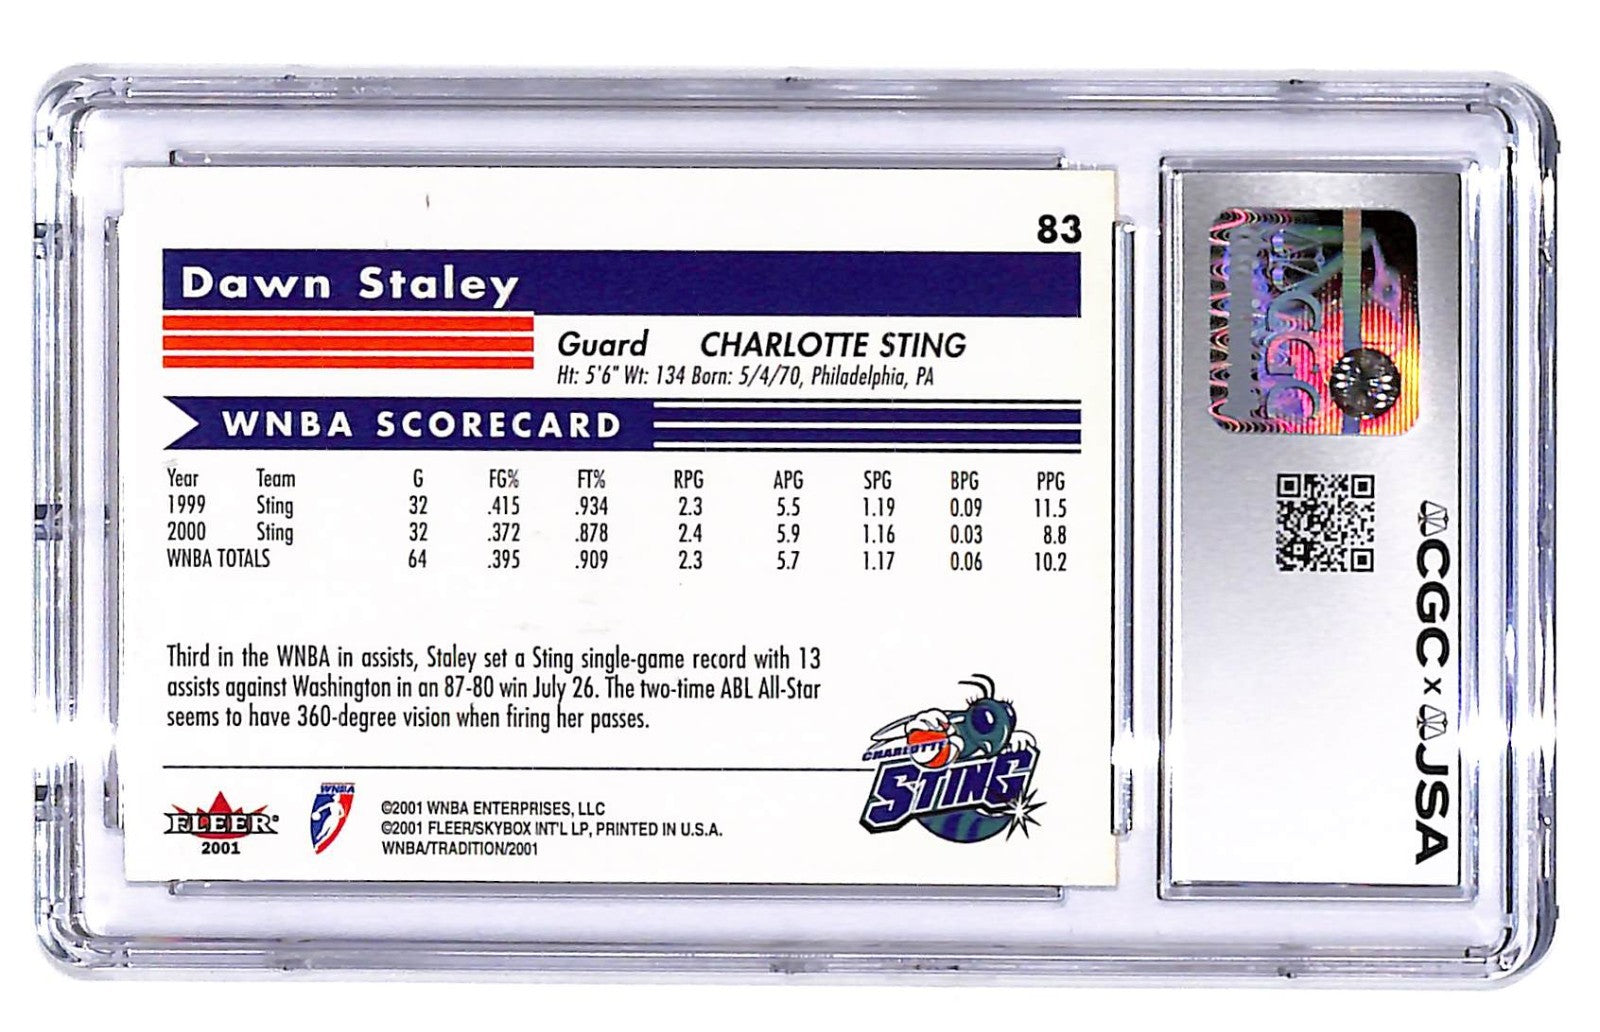 83
Dawn Staley
Guard CHARLOTTE STING
Ht: 5'6" Wt: 134 Born: 5/4/70, Philadelphia, PA
WNBA SCORECARD
Year Team G FG% FT% RPG APG SPG BPG PPG
1999 Sting 32 .415 .934 2.3 5.5 1.19 0.09 11.5
2000 Sting 32 .372 .878 2.4 5.9 1.16 0.03 8.8
WNBA TOTALS 64 .395 .909 2.3 5.7 1.17 0.06 10.2
Third in the WNBA in assists, Staley set a Sting single-game record with 13
assists against Washington in an 87-80 win July 26. The two-time ABL All-Star
seems to have 360-degree vision when firing her passes.
CHARLOTTE
STING
FLEER®
2001
WNBA
©2001 WNBA ENTERPRISES, LLC
©2001 FLEER/SKYBOX INT'L LP, PRINTED IN U.S.A.
WNBA/TRADITION/2001
CGC
CGC x JSA